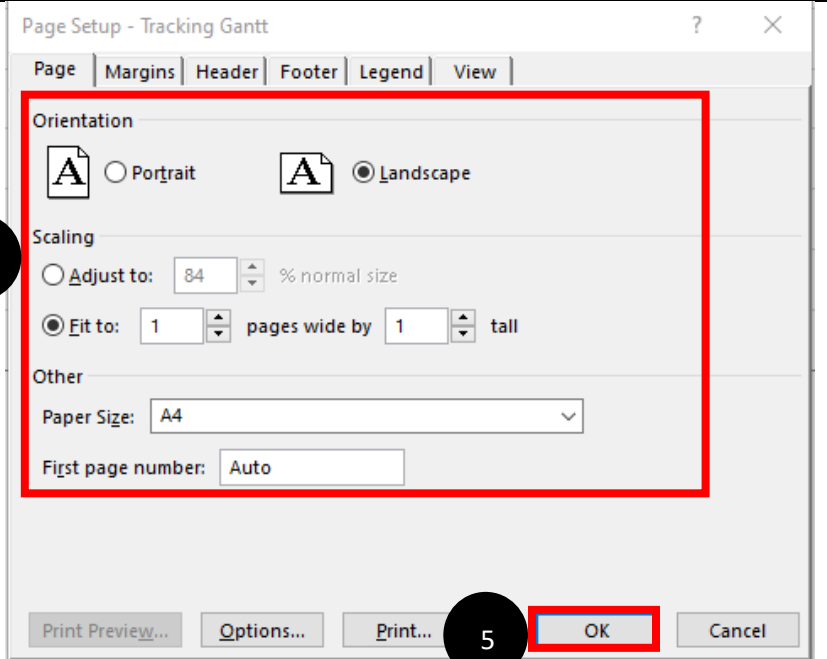 Page Setup - Tracking Gantt ?
Page Margins Header Footer Legend View
Orientation
A Portrait A Landscape
Scaling
Adjust to: 84 % normal size
Fit to: 1 pages wide by 1 tall
Other
Paper Size: A4
First page number: Auto
Print Preview... Options... Print... 5 OK Cancel